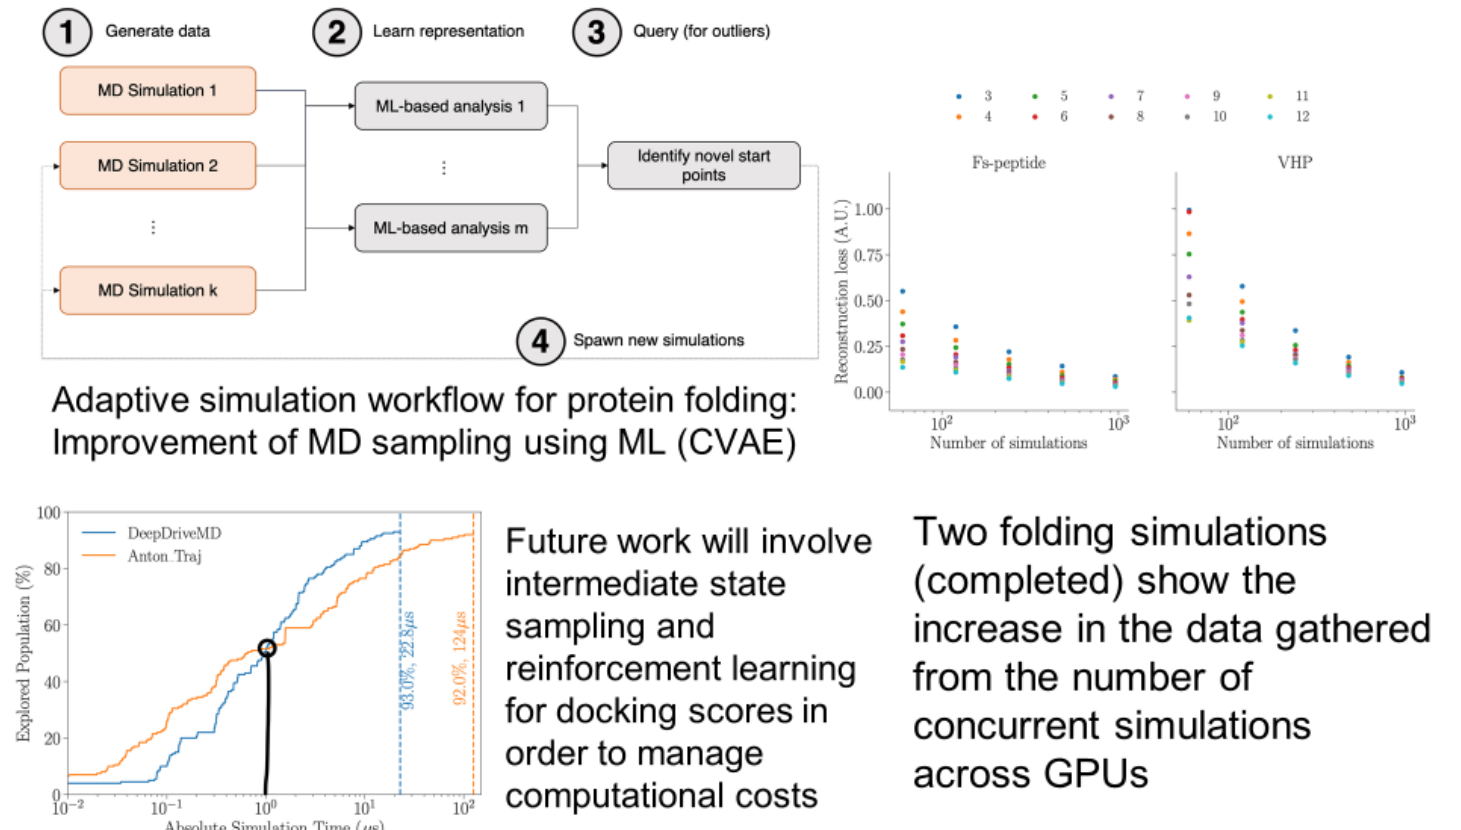 1 Generate data
2 Learn representation
3 Query (for outliers)
MD Simulation 1
MD Simulation 2
⋮
MD Simulation k
ML-based analysis 1
⋮
ML-based analysis m
Identify novel start
points
4 Spawn new simulations
Adaptive simulation workflow for protein folding:
Improvement of MD sampling using ML (CVAE)
3 5 7 9 11
4 6 8 10 12
Fs-peptide
VHP
Reconstruction loss (A.U.)
1.00
0.75
0.50
0.25
0.00
10² 10³
Number of simulations
10² 10³
Number of simulations
DeepDriveMD
Anton_Traj
Explored Population (%)
100
80
60
40
20
0
93.0%, 22.8μs
92.0%, 124μs
10⁻² 10⁻¹ 10⁰ 10¹ 10²
Absolute Simulation Time (μs)
Future work will involve
intermediate state
sampling and
reinforcement learning
for docking scores in
order to manage
computational costs
Two folding simulations
(completed) show the
increase in the data gathered
from the number of
concurrent simulations
across GPUs